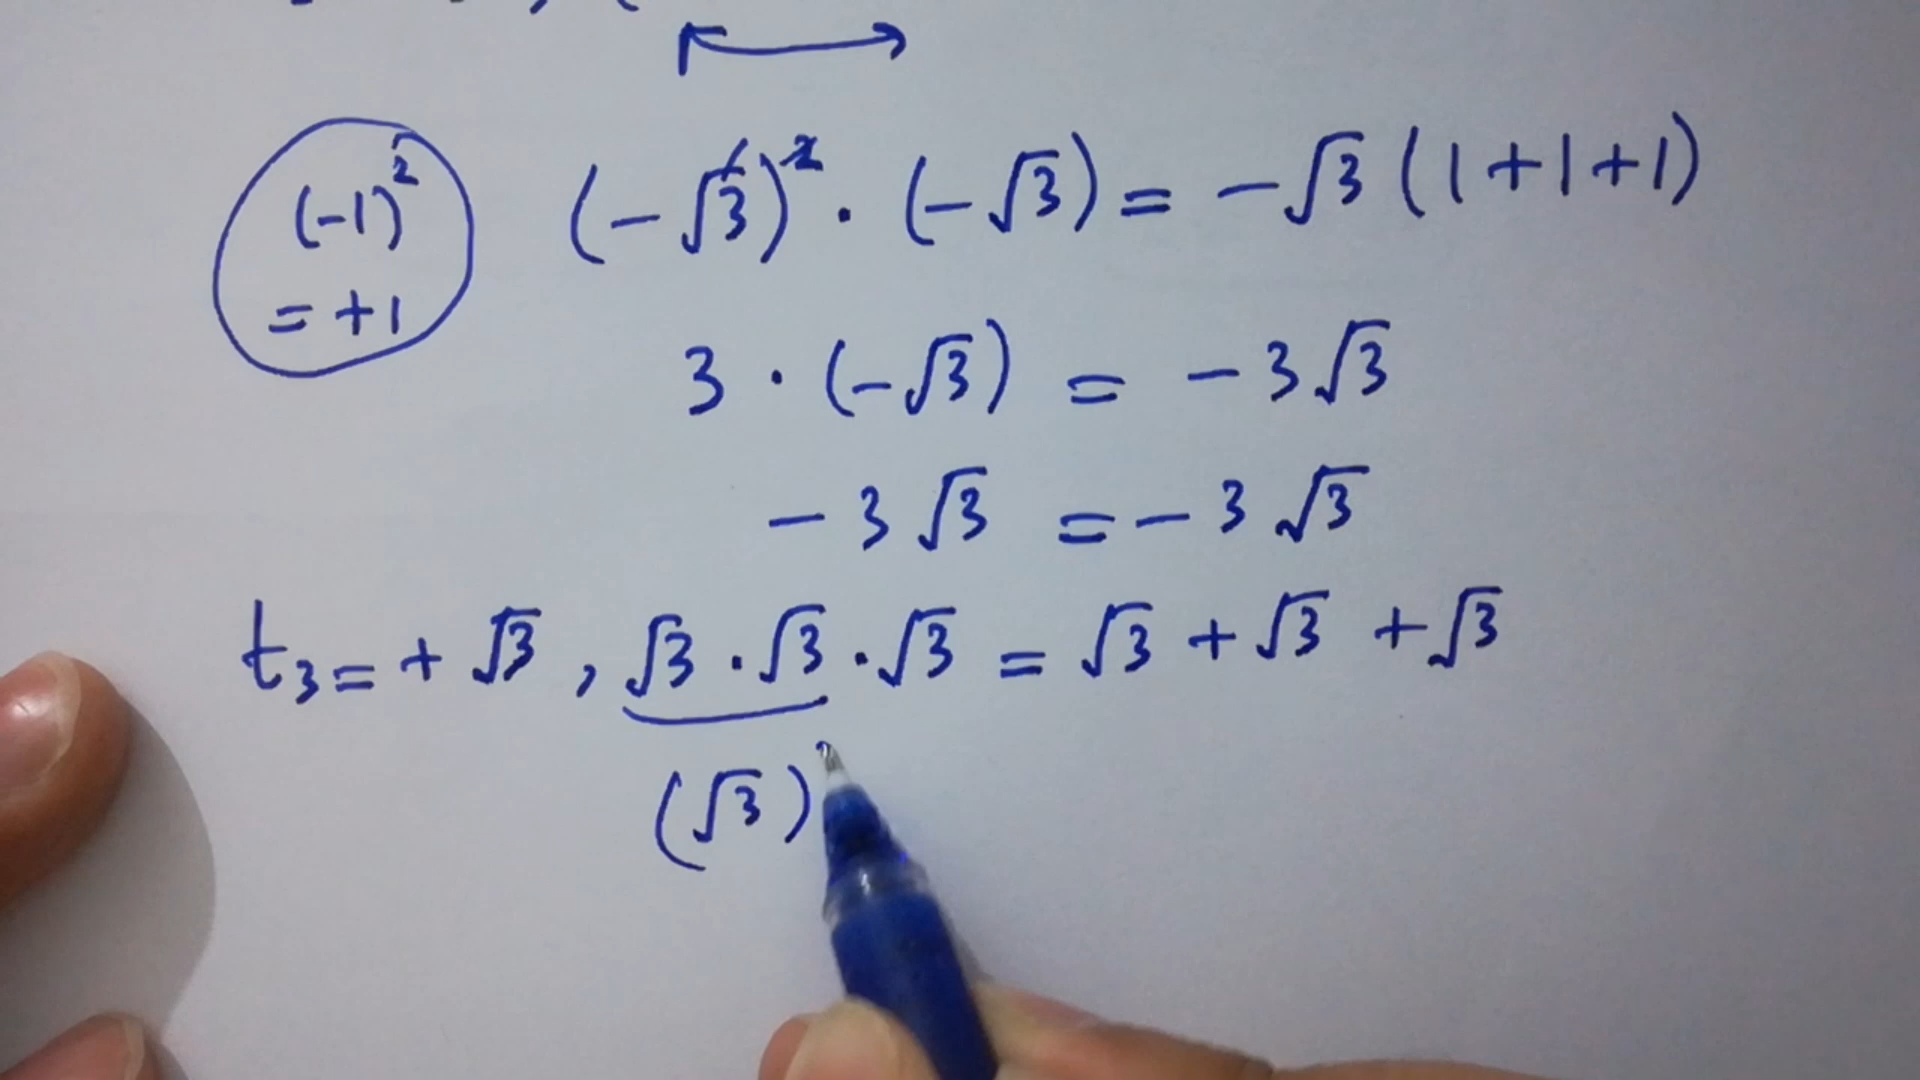 (-1)² = +1
(-√3)² · (-√3) = -√3 (1+1+1)
3 · (-√3) = -3√3
-3√3 = -3√3
t₃ = +√3 , √3 · √3 · √3 = √3 + √3 + √3
(√3)